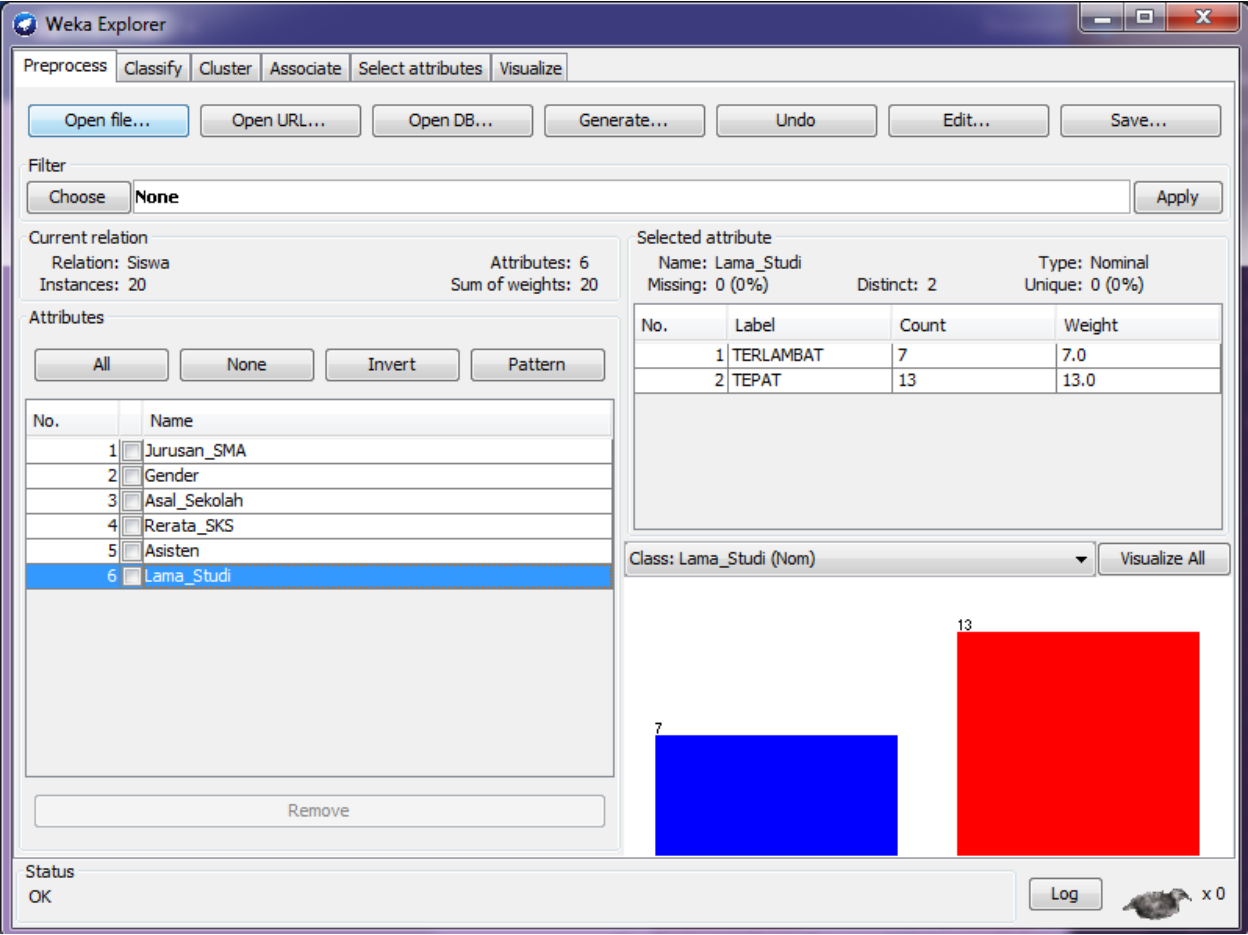 Weka Explorer
Preprocess Classify Cluster Associate Select attributes Visualize
Open file... Open URL... Open DB... Generate... Undo Edit... Save...
Filter
Choose None Apply
Current relation
Relation: Siswa Attributes: 6
Instances: 20 Sum of weights: 20
Selected attribute
Name: Lama_Studi Type: Nominal
Missing: 0 (0%) Distinct: 2 Unique: 0 (0%)
Attributes
All None Invert Pattern
No. Name
1 Jurusan_SMA
2 Gender
3 Asal_Sekolah
4 Rerata_SKS
5 Asisten
6 Lama_Studi
Remove
No. Label Count Weight
1 TERLAMBAT 7 7.0
2 TEPAT 13 13.0
Class: Lama_Studi (Nom) Visualize All
7
13
Status
OK
Log x 0